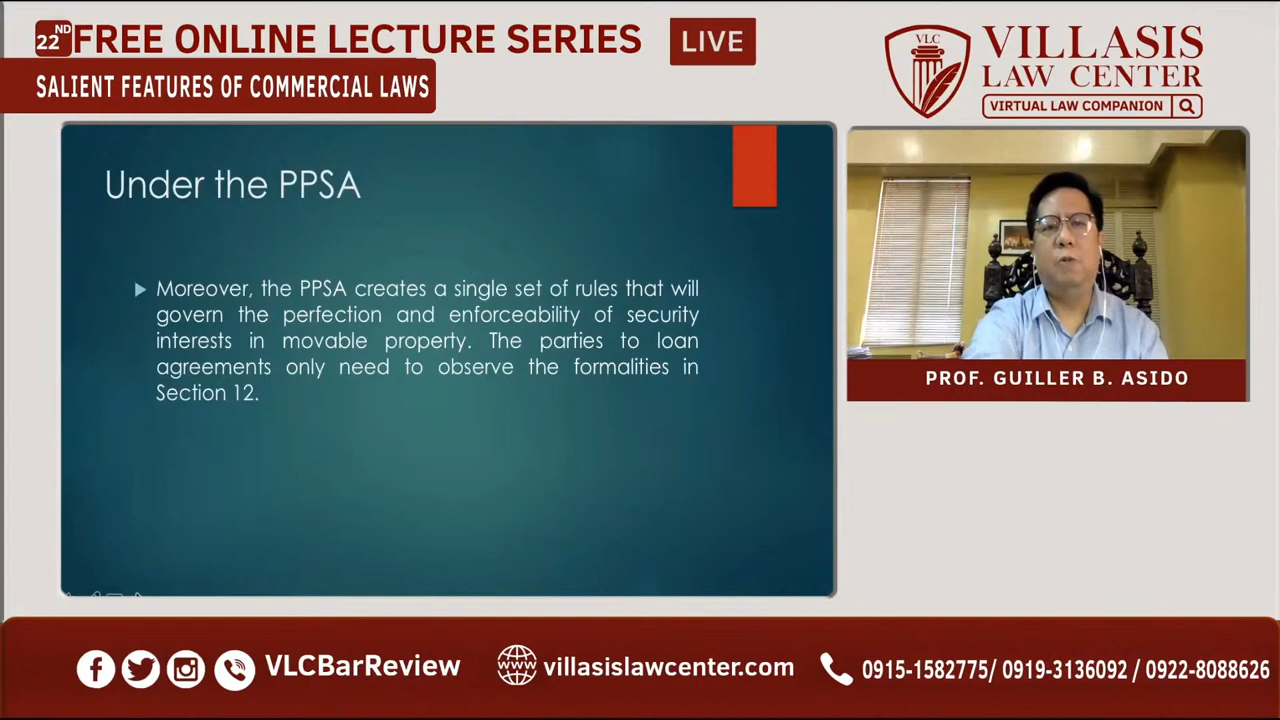 22ND FREE ONLINE LECTURE SERIES
LIVE
SALIENT FEATURES OF COMMERCIAL LAWS
VLC
VILLASIS
LAW CENTER
VIRTUAL LAW COMPANION
Under the PPSA
Moreover, the PPSA creates a single set of rules that will
govern the perfection and enforceability of security
interests in movable property. The parties to loan
agreements only need to observe the formalities in
Section 12.
PROF. GUILLER B. ASIDO
VLCBarReview
www
villasislawcenter.com
0915-1582775/ 0919-3136092 / 0922-8088626